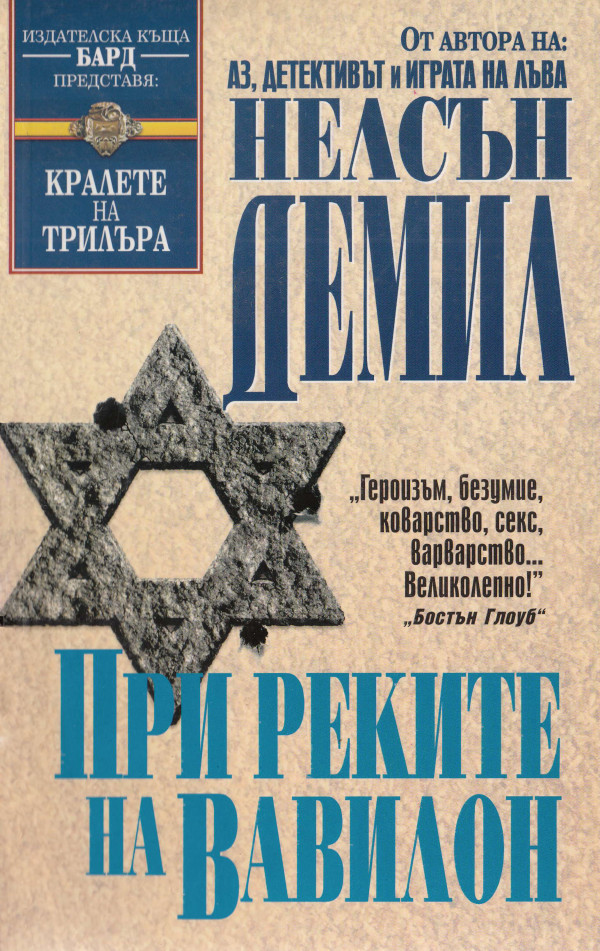 ИЗДАТЕЛСКА КЪЩА
БАРД
ПРЕДСТАВЯ:
КРАЛЕТЕ
НА
ТРИЛЪРА
ОТ АВТОРА НА:
АЗ, ДЕТЕКТИВЪТ и ИГРАТА НА ЛЪВА
НЕЛСЪН
ДЕМИЛ
„Героизъм, безумие,
коварство, секс,
варварство...
Великолепно!”
„Бостън Глоуб“
ПРИ РЕКИТЕ
НА ВАВИЛОН